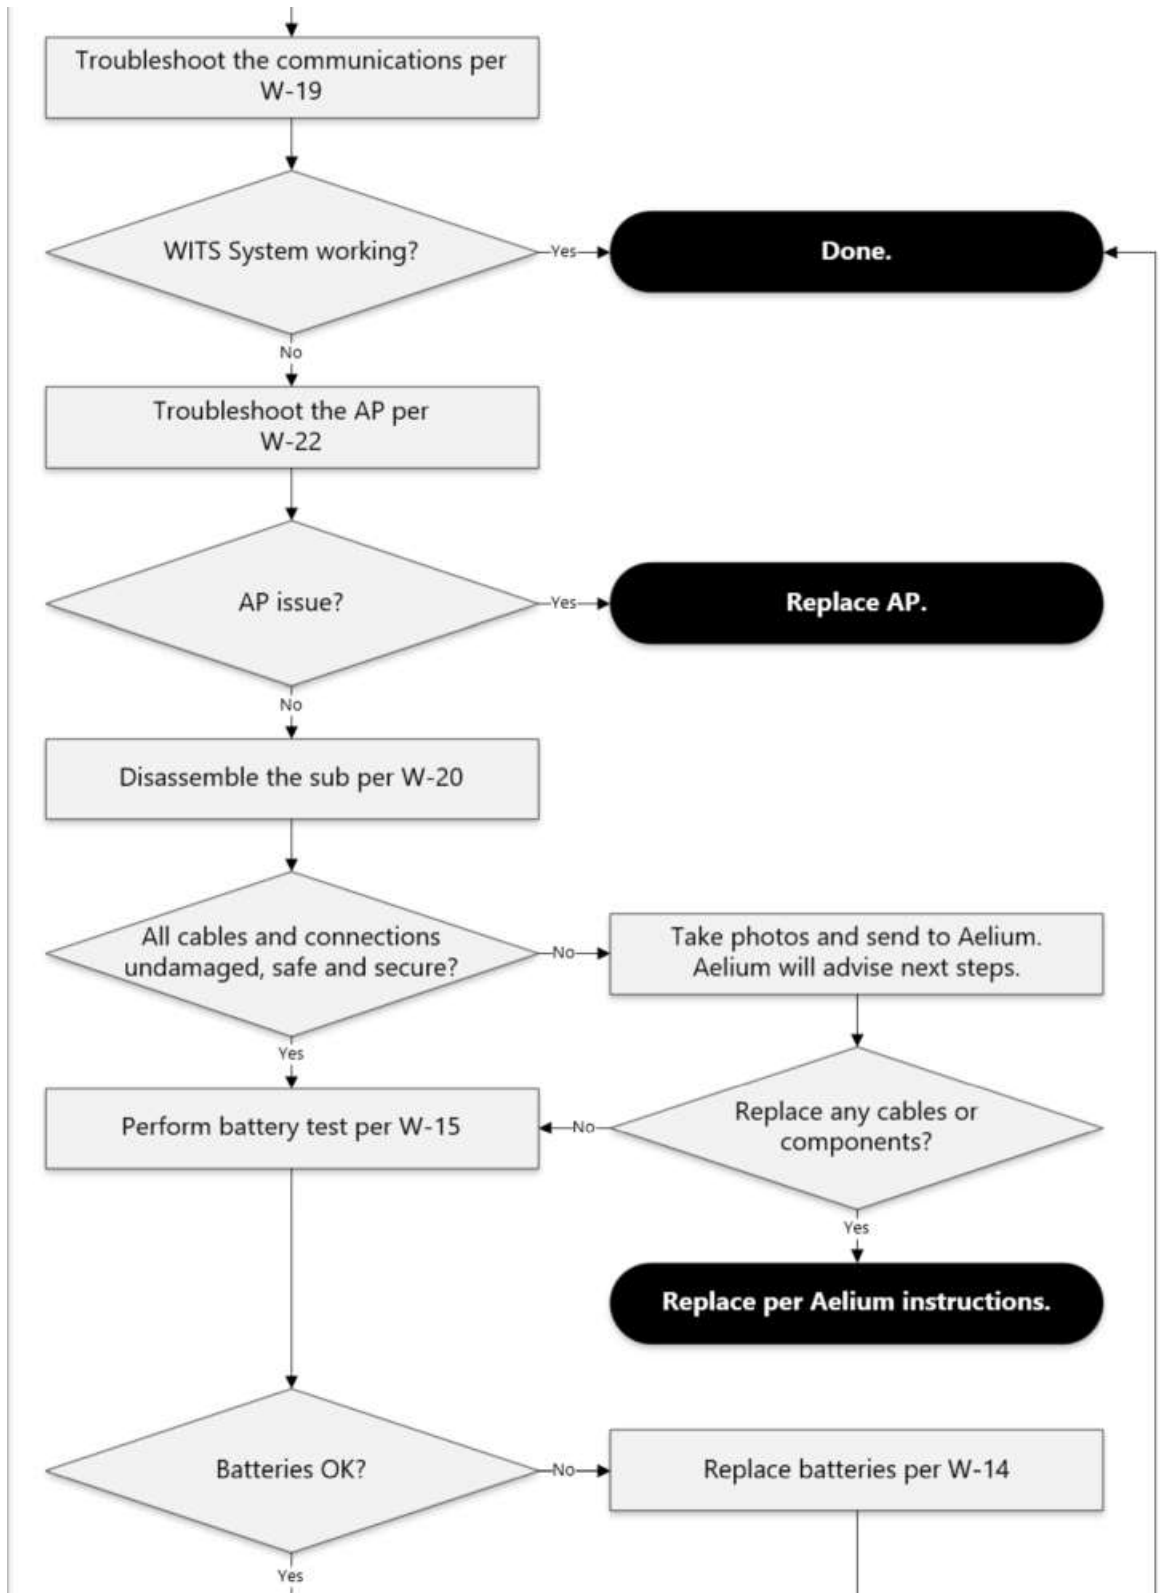 Troubleshoot the communications per
W-19
WITS System working?
Yes
Done.
No
Troubleshoot the AP per
W-22
AP issue?
Yes
Replace AP.
No
Disassemble the sub per W-20
All cables and connections
undamaged, safe and secure?
No
Take photos and send to Aelium.
Aelium will advise next steps.
Yes
Perform battery test per W-15
No
Replace any cables or
components?
Yes
Replace per Aelium instructions.
Batteries OK?
No
Replace batteries per W-14
Yes